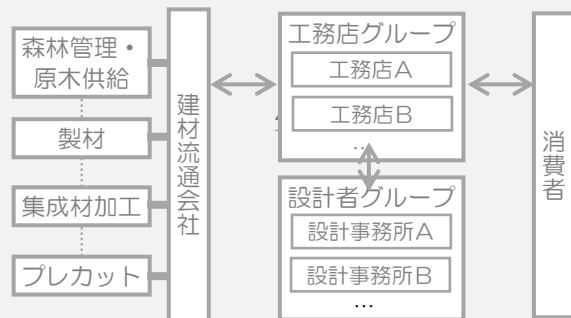 森林管理・
原木供給
製材
集成材加工
プレカット
建材流通会社
工務店グループ
工務店A
工務店B
…
設計者グループ
設計事務所A
設計事務所B
…
消費者